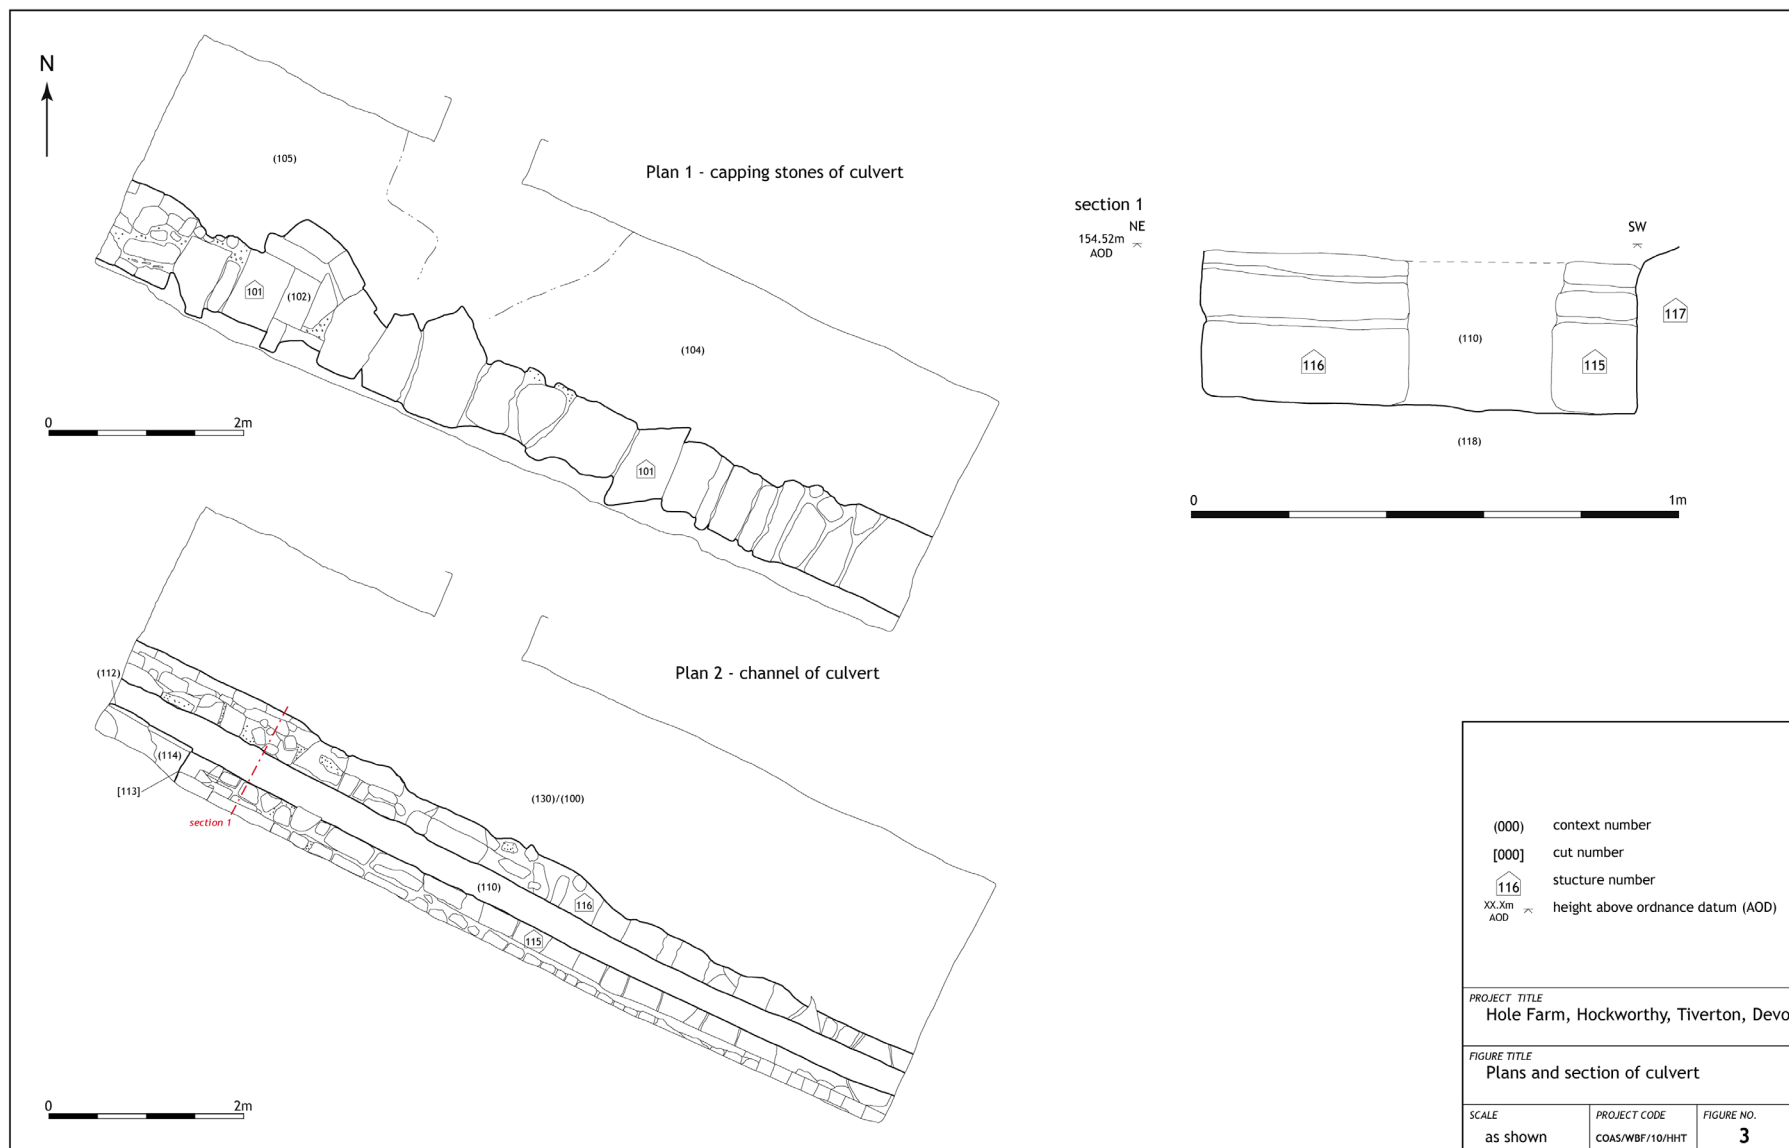 N
(105)
Plan 1 - capping stones of culvert
101
(102)
(104)
101
0 2m
section 1
NE
154.52m
AOD
SW
117
(110)
116
115
(118)
0 1m
Plan 2 - channel of culvert
(112)
(114)
[113]
section 1
(130)/(100)
(110)
116
115
0 2m
(000) context number
[000] cut number
116 stucture number
XX.Xm
AOD
height above ordnance datum (AOD)
PROJECT TITLE
Hole Farm, Hockworthy, Tiverton, Devo
FIGURE TITLE
Plans and section of culvert
SCALE
as shown
PROJECT CODE
COAS/WBF/10/HHT
FIGURE NO.
3